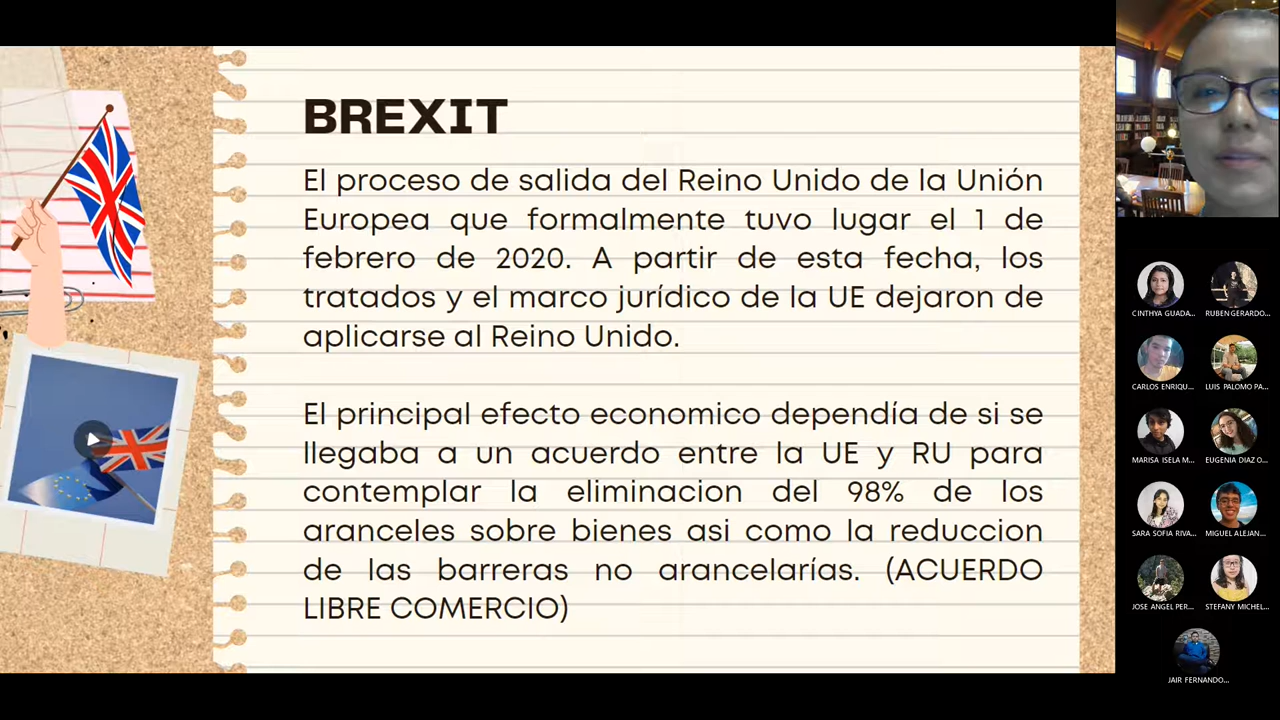 BREXIT
El proceso de salida del Reino Unido de la Unión
Europea que formalmente tuvo lugar el 1 de
febrero de 2020. A partir de esta fecha, los
tratados y el marco jurídico de la UE dejaron de
aplicarse al Reino Unido.
El principal efecto economico dependía de si se
llegaba a un acuerdo entre la UE y RU para
contemplar la eliminacion del 98% de los
aranceles sobre bienes asi como la reduccion
de las barreras no arancelarías. (ACUERDO
LIBRE COMERCIO)
CINTHYA GUADA...
RUBEN GERARDO...
CARLOS ENRIQU...
LUIS PALOMO PA...
MARISA ISELA M...
EUGENIA DIAZ O...
SARA SOFIA RIVA...
MIGUEL ALEJAN...
JOSE ANGEL PER...
STEFANY MICHEL...
JAIR FERNANDO...